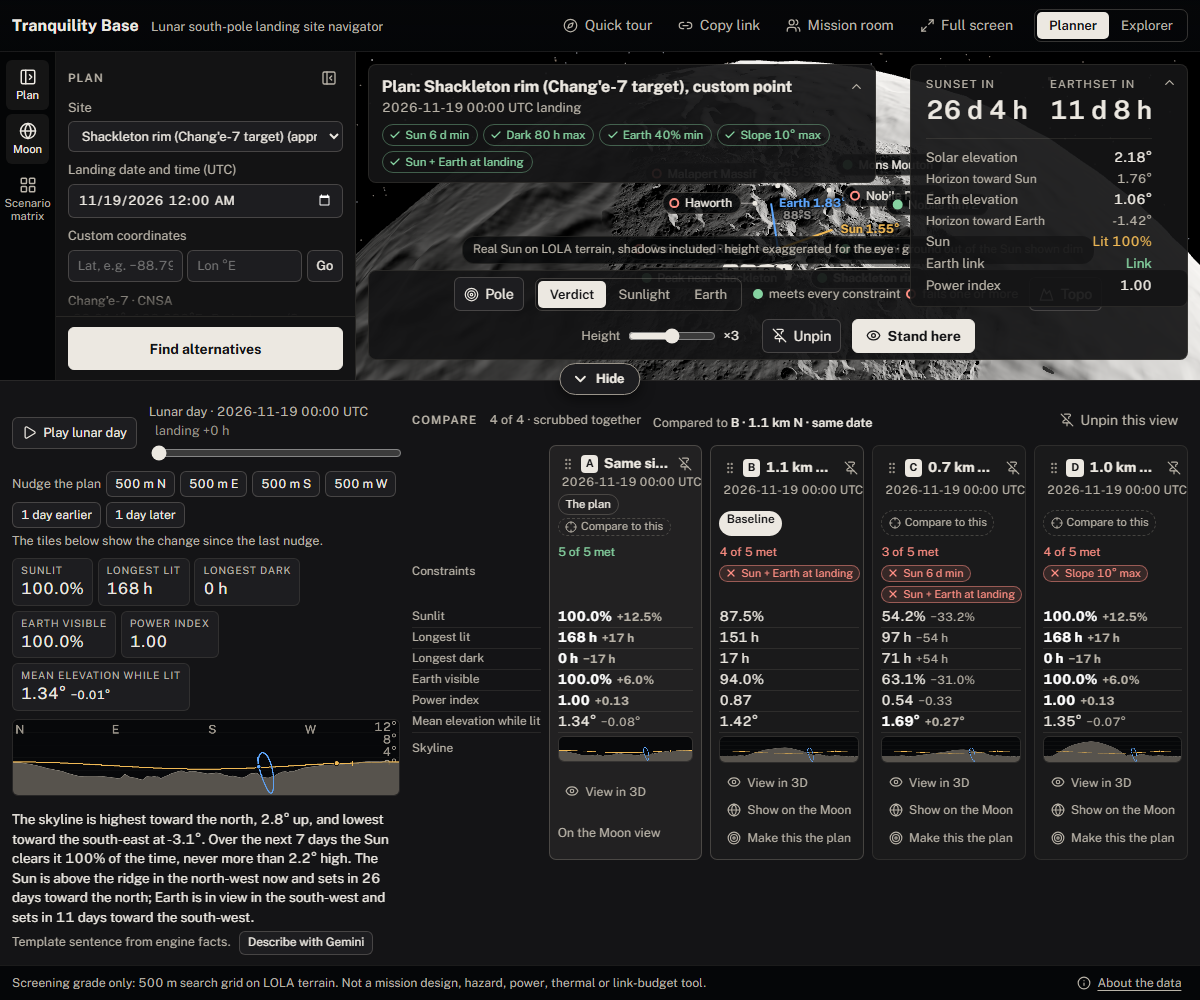 Tranquility Base Lunar south-pole landing site navigator
Quick tour Copy link Mission room Full screen Planner Explorer
Plan
Moon
Scenario
matrix
PLAN
Site
Shackleton rim (Chang'e-7 target) (appr
Landing date and time (UTC)
11/19/2026 12:00 AM
Custom coordinates
Lat, e.g. −88.79 Lon °E Go
Chang'e-7 · CNSA
Find alternatives
Plan: Shackleton rim (Chang'e-7 target), custom point
2026-11-19 00:00 UTC landing
Sun 6 d min Dark 80 h max Earth 40% min Slope 10° max
Sun + Earth at landing
Malapert Massif
Mons Mou
Haworth
Earth 1.83°
88°S
Nobil
Sun 1.55°
Real Sun on LOLA terrain, shadows included · height exaggerated for the eye · g
Pole Verdict Sunlight Earth meets every constraint Topo
Height ×3 Unpin Stand here
Hide
SUNSET IN EARTHSET IN
26 d 4 h 11 d 8 h
Solar elevation 2.18°
Horizon toward Sun 1.76°
Earth elevation 1.06°
Horizon toward Earth -1.42°
Sun Lit 100%
Earth link Link
Power index 1.00
Play lunar day
Lunar day · 2026-11-19 00:00 UTC
landing +0 h
Nudge the plan 500 m N 500 m E 500 m S 500 m W
1 day earlier 1 day later
The tiles below show the change since the last nudge.
SUNLIT
100.0%
LONGEST LIT
168 h
LONGEST DARK
0 h
EARTH VISIBLE
100.0%
POWER INDEX
1.00
MEAN ELEVATION WHILE LIT
1.34° −0.01°
N E S W 12°
8°
4°
0°
The skyline is highest toward the north, 2.8° up, and lowest
toward the south-east at -3.1°. Over the next 7 days the Sun
clears it 100% of the time, never more than 2.2° high. The
Sun is above the ridge in the north-west now and sets in 26
days toward the north; Earth is in view in the south-west and
sets in 11 days toward the south-west.
Template sentence from engine facts. Describe with Gemini
COMPARE 4 of 4 · scrubbed together Compared to B · 1.1 km N · same date Unpin this view
A Same si... B 1.1 km ... C 0.7 km ... D 1.0 km ...
2026-11-19 00:00 UTC 2026-11-19 00:00 UTC 2026-11-19 00:00 UTC 2026-11-19 00:00 UTC
The plan
Compare to this Baseline Compare to this Compare to this
5 of 5 met 4 of 5 met 3 of 5 met 4 of 5 met
Constraints Sun + Earth at landing Sun 6 d min Slope 10° max
Sun + Earth at landing
Sunlit 100.0% +12.5% 87.5% 54.2% −33.2% 100.0% +12.5%
Longest lit 168 h +17 h 151 h 97 h −54 h 168 h +17 h
Longest dark 0 h −17 h 17 h 71 h +54 h 0 h −17 h
Earth visible 100.0% +6.0% 94.0% 63.1% −31.0% 100.0% +6.0%
Power index 1.00 +0.13 0.87 0.54 −0.33 1.00 +0.13
Mean elevation while lit 1.34° −0.08° 1.42° 1.69° +0.27° 1.35° −0.07°
Skyline
View in 3D View in 3D View in 3D View in 3D
Show on the Moon Show on the Moon Show on the Moon
On the Moon view Make this the plan Make this the plan Make this the plan
Screening grade only: 500 m search grid on LOLA terrain. Not a mission design, hazard, power, thermal or link-budget tool. About the data